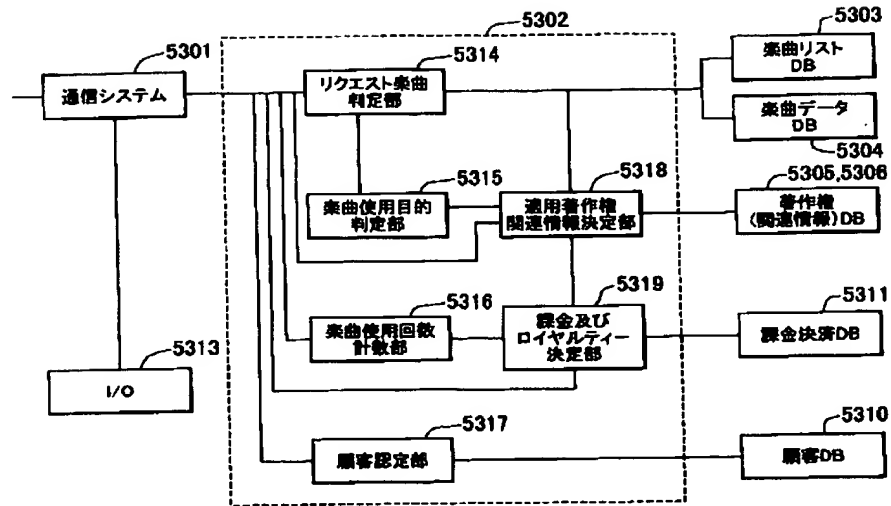 5301
通信システム
5302
5314
リクエスト楽曲
判定部
5303
楽曲リスト
DB
楽曲データ
DB
5304
5315
楽曲使用目的
判定部
5318
適用著作権
関連情報決定部
5305,5306
著作権
(関連情報)DB
5316
楽曲使用回数
計数部
5319
課金及び
ロイヤルティー
決定部
5311
課金決済DB
5313
I/O
5317
顧客認定部
5310
顧客DB